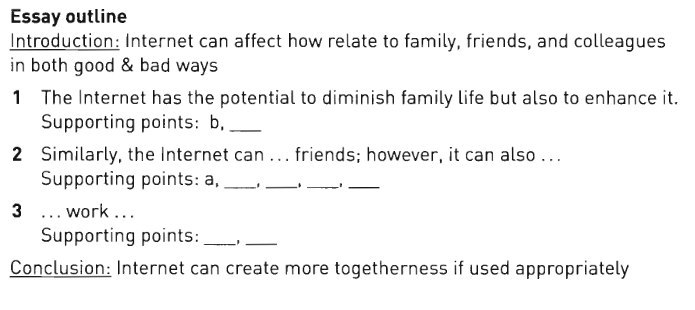 Essay outline
Introduction: Internet can affect how relate to family, friends, and colleagues
in both good & bad ways
1 The Internet has the potential to diminish family life but also to enhance it.
Supporting points: b, ___
2 Similarly, the Internet can ... friends; however, it can also ...
Supporting points: a, ___, ___, ___, ___
3 ... work ...
Supporting points: ___, ___
Conclusion: Internet can create more togetherness if used appropriately